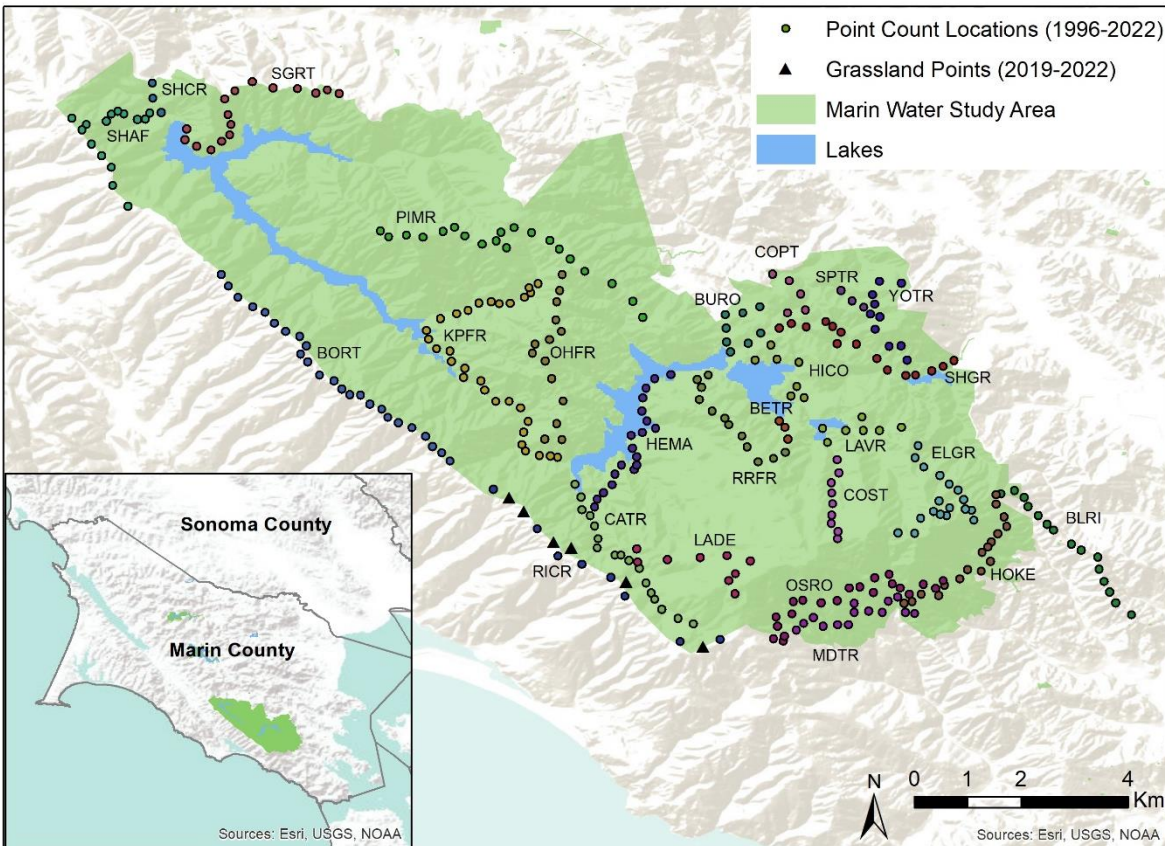 Point Count Locations (1996-2022)
Grassland Points (2019-2022)
Marin Water Study Area
Lakes
SHCR
SGRT
SHAF
PIMR
COPT
SPTR
YOTR
BURO
KPFR
OHFR
BORT
HICO
SHGR
BETR
HEMA
LAVR
RRFR
ELGR
COST
CATR
BLRI
LADE
RICR
HOKE
OSRO
MDTR
Sonoma County
Marin County
Sources: Esri, USGS, NOAA
N
0 1 2 4
Km
Sources: Esri, USGS, NOAA